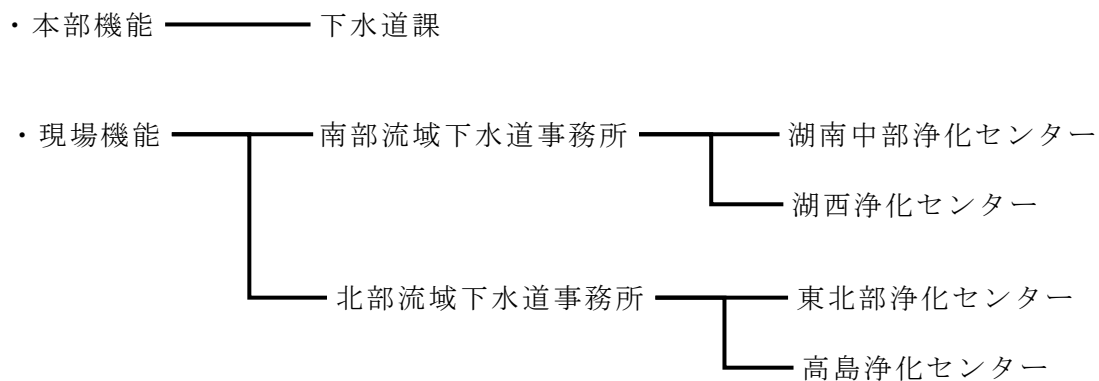 ・本部機能 下水道課
・現場機能 南部流域下水道事務所 湖南中部浄化センター
湖西浄化センター
北部流域下水道事務所 東北部浄化センター
高島浄化センター